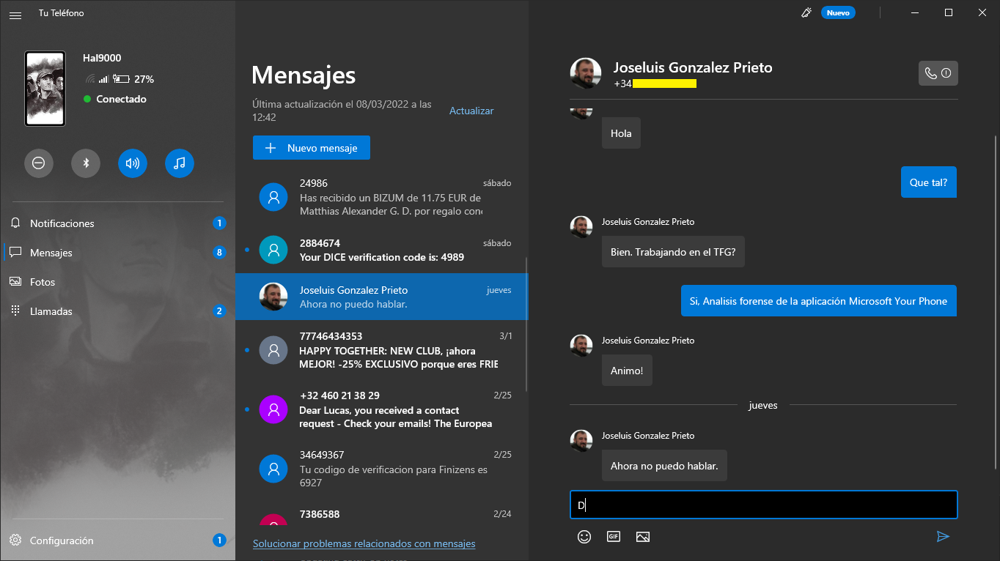 Tu Teléfono
Nuevo
Hal9000
27%
Conectado
Notificaciones 1
Mensajes 8
Fotos
Llamadas 2
Configuración 1
Mensajes
Última actualización el 08/03/2022 a las
12:42
Actualizar
Nuevo mensaje
24986 sábado
Has recibido un BIZUM de 11.75 EUR de
Matthias Alexander G. D. por regalo conc
2884674 sábado
Your DICE verification code is: 4989
Joseluis Gonzalez Prieto jueves
Ahora no puedo hablar.
77746434353 3/1
HAPPY TOGETHER: NEW CLUB, ¡ahora
MEJOR! -25% EXCLUSIVO porque eres FRIE
+32 460 21 38 29 2/25
Dear Lucas, you received a contact
request - Check your emails! The Europea
34649367 2/25
Tu codigo de verificacion para Finizens es
6927
7386588 2/24
Solucionar problemas relacionados con mensajes
Joseluis Gonzalez Prieto
+34
Hola
Que tal?
Joseluis Gonzalez Prieto
Bien. Trabajando en el TFG?
Si, Analisis forense de la aplicación Microsoft Your Phone
Joseluis Gonzalez Prieto
Animo!
jueves
Joseluis Gonzalez Prieto
Ahora no puedo hablar.
D
GIF